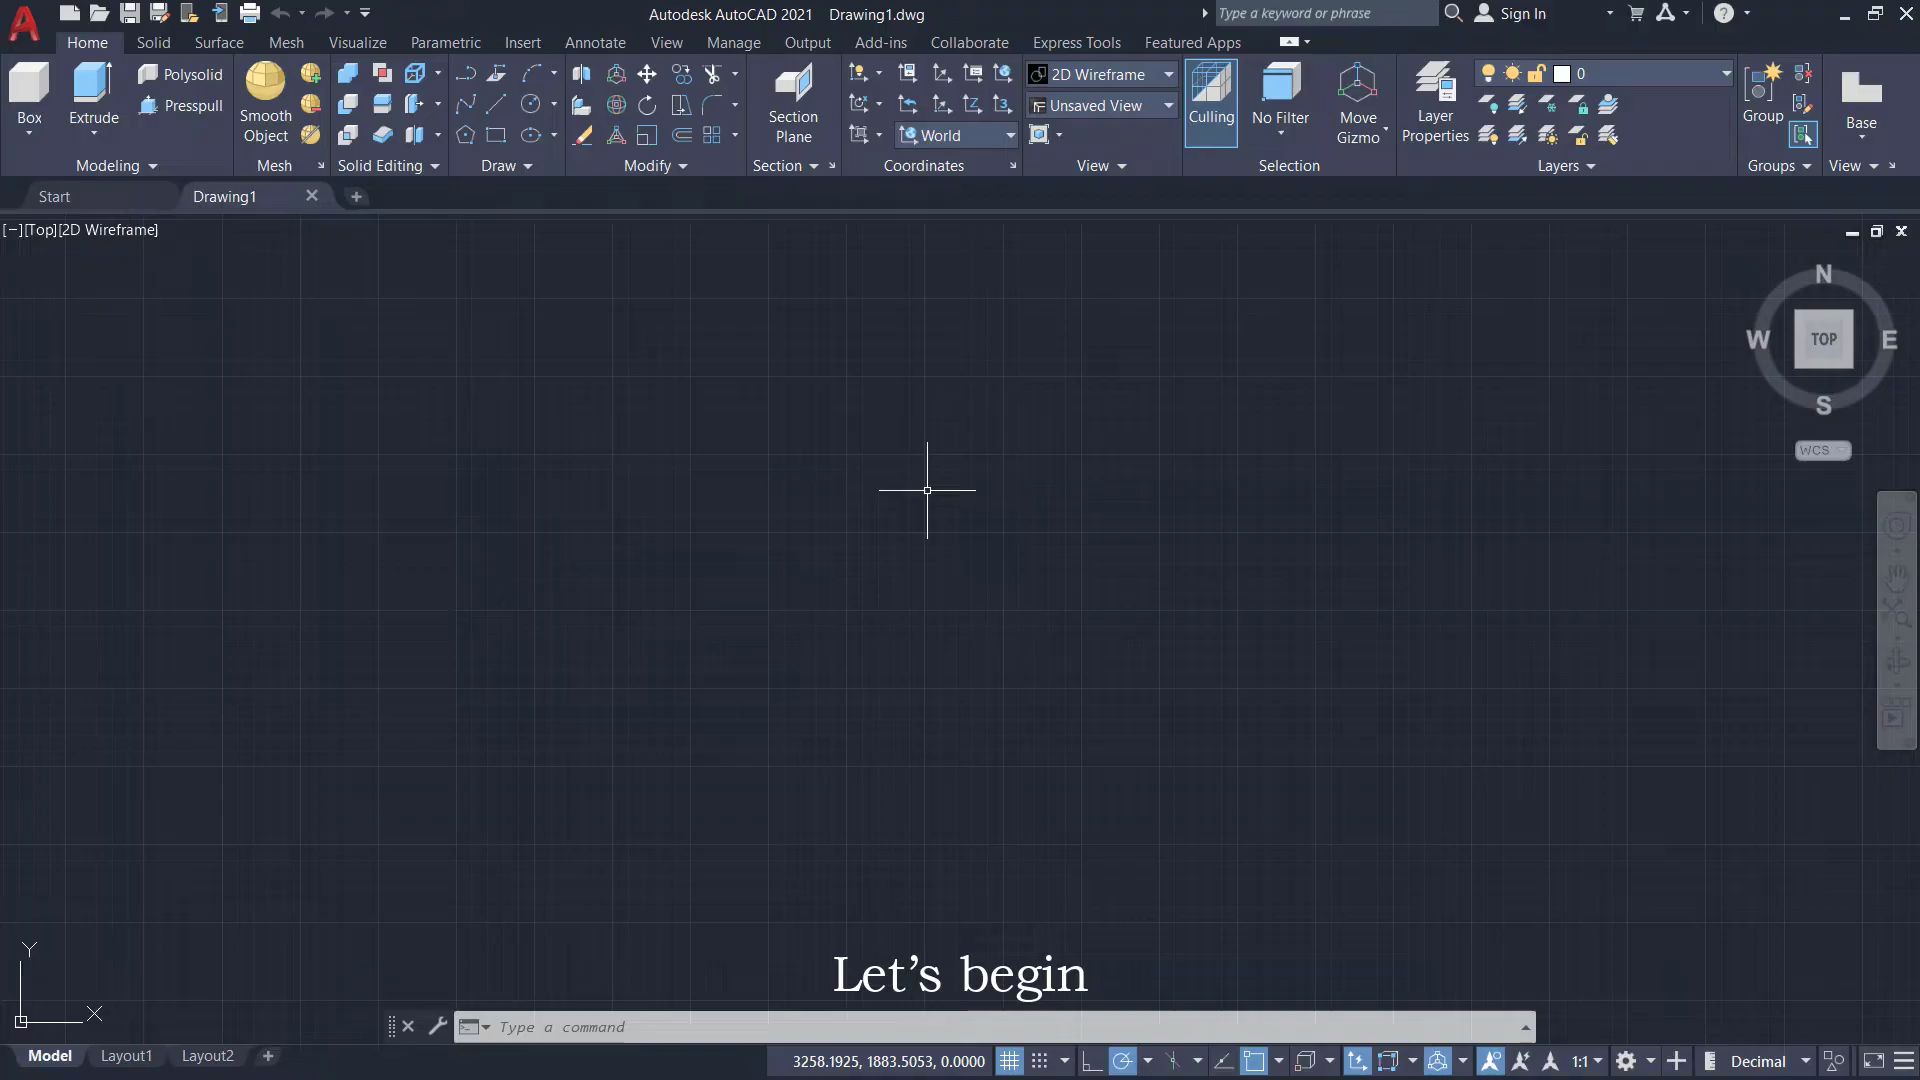 Autodesk AutoCAD 2021 Drawing1.dwg
Type a keyword or phrase
Sign In
Home Solid Surface Mesh Visualize Parametric Insert Annotate View Manage Output Add-ins Collaborate Express Tools Featured Apps
Box
Extrude
Polysolid
Presspull
Smooth
Object
Section
Plane
World
2D Wireframe
Unsaved View
Culling
No Filter
Move
Gizmo
Layer
Properties
0
Group
Base
Modeling Mesh Solid Editing Draw Modify Section Coordinates View Selection Layers Groups View
Start Drawing1
[−][Top][2D Wireframe]
N
W TOP E
S
WCS
Y
X
Let's begin
Type a command
Model Layout1 Layout2
3258.1925, 1883.5053, 0.0000
1:1
Decimal